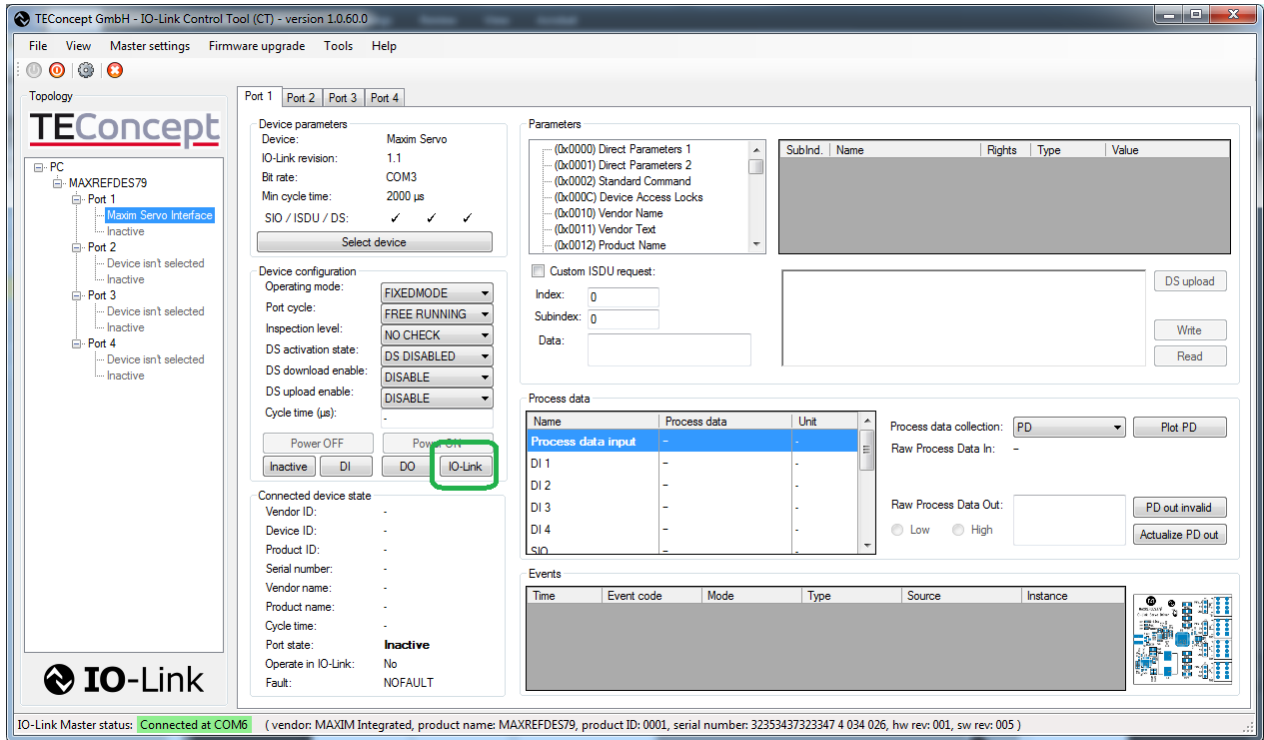 TEConcept GmbH - IO-Link Control Tool (CT) - version 1.0.60.0
File View Master settings Firmware upgrade Tools Help
Topology
TEConcept
PC
MAXREFDES79
Port 1
Maxim Servo Interface
Inactive
Port 2
Device isn't selected
Inactive
Port 3
Device isn't selected
Inactive
Port 4
Device isn't selected
Inactive
IO-Link
Port 1 Port 2 Port 3 Port 4
Device parameters
Device: Maxim Servo
IO-Link revision: 1.1
Bit rate: COM3
Min cycle time: 2000 µs
SIO / ISDU / DS: ✓ ✓ ✓
Select device
Device configuration
Operating mode: FIXEDMODE
Port cycle: FREE RUNNING
Inspection level: NO CHECK
DS activation state: DS DISABLED
DS download enable: DISABLE
DS upload enable: DISABLE
Cycle time (µs): -
Power OFF Power ON
Inactive DI DO IO-Link
Connected device state
Vendor ID: -
Device ID: -
Product ID: -
Serial number: -
Vendor name: -
Product name: -
Cycle time: -
Port state: Inactive
Operate in IO-Link: No
Fault: NOFAULT
Parameters
(0x0000) Direct Parameters 1
(0x0001) Direct Parameters 2
(0x0002) Standard Command
(0x000C) Device Access Locks
(0x0010) Vendor Name
(0x0011) Vendor Text
(0x0012) Product Name
SubInd. Name Rights Type Value
Custom ISDU request:
Index: 0
Subindex: 0
Data:
DS upload
Write
Read
Process data
Name Process data Unit
Process data input - -
DI 1 - -
DI 2 - -
DI 3 - -
DI 4 - -
SIO - -
Process data collection: PD Plot PD
Raw Process Data In: -
Raw Process Data Out:
Low High
PD out invalid
Actualize PD out
Events
Time Event code Mode Type Source Instance
IO-Link Master status: Connected at COM6 ( vendor: MAXIM Integrated, product name: MAXREFDES79, product ID: 0001, serial number: 32353437323347 4 034 026, hw rev: 001, sw rev: 005 )